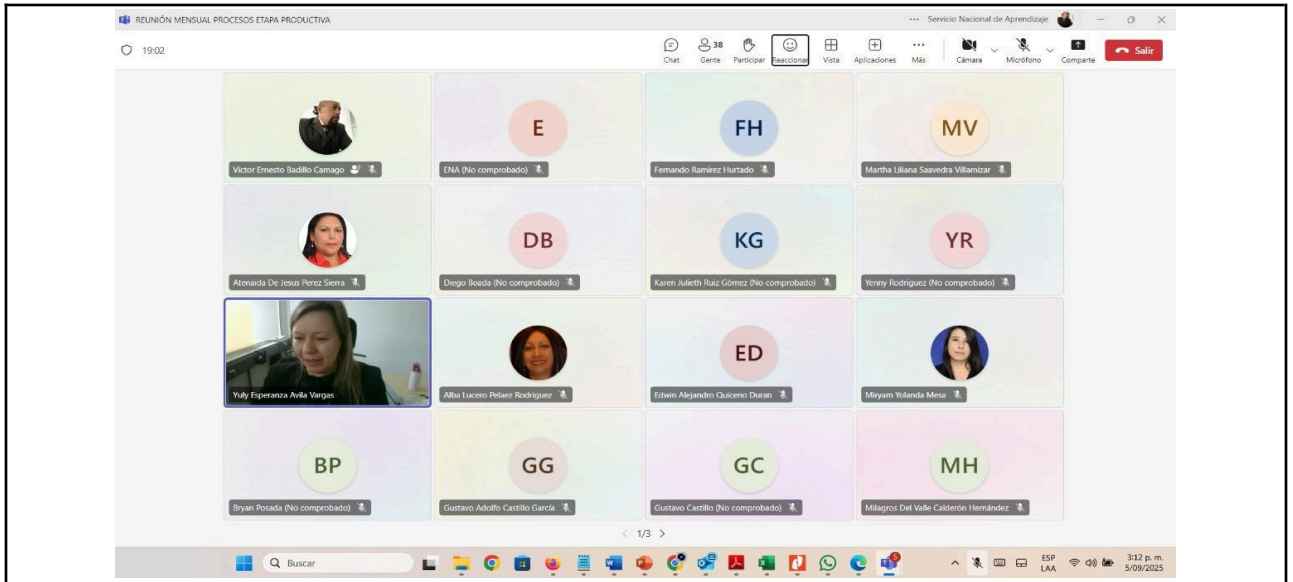 REUNIÓN MENSUAL PROCESOS ETAPA PRODUCTIVA
... Servicio Nacional de Aprendizaje
19:02
38
Chat Gente Participar Reaccionar Vista Aplicaciones Más Cámara Micrófono Comparte Salir
E FH MV
Victor Ernesto Badillo Camago ENA (No comprobado) Fernando Ramirez Hurtado Martha Liliana Saavedra Villamizar
DB KG YR
Atenaida De Jesus Perez Sierra Diego Boada (No comprobado) Karen Julieth Ruiz Gómez (No comprobado) Yenny Rodriguez (No comprobado)
ED
Yuly Esperanza Avila Vargas Alba Lucero Pelaez Rodriguez Edwin Alejandro Quiceno Duran Miryam Yolanda Mesa
BP GG GC MH
Bryan Posada (No comprobado) Gustavo Adolfo Castillo García Gustavo Castillo (No comprobado) Milagros Del Valle Calderón Hernández
< 1/3 >
Buscar ESP 3:12 p. m.
LAA 5/09/2025